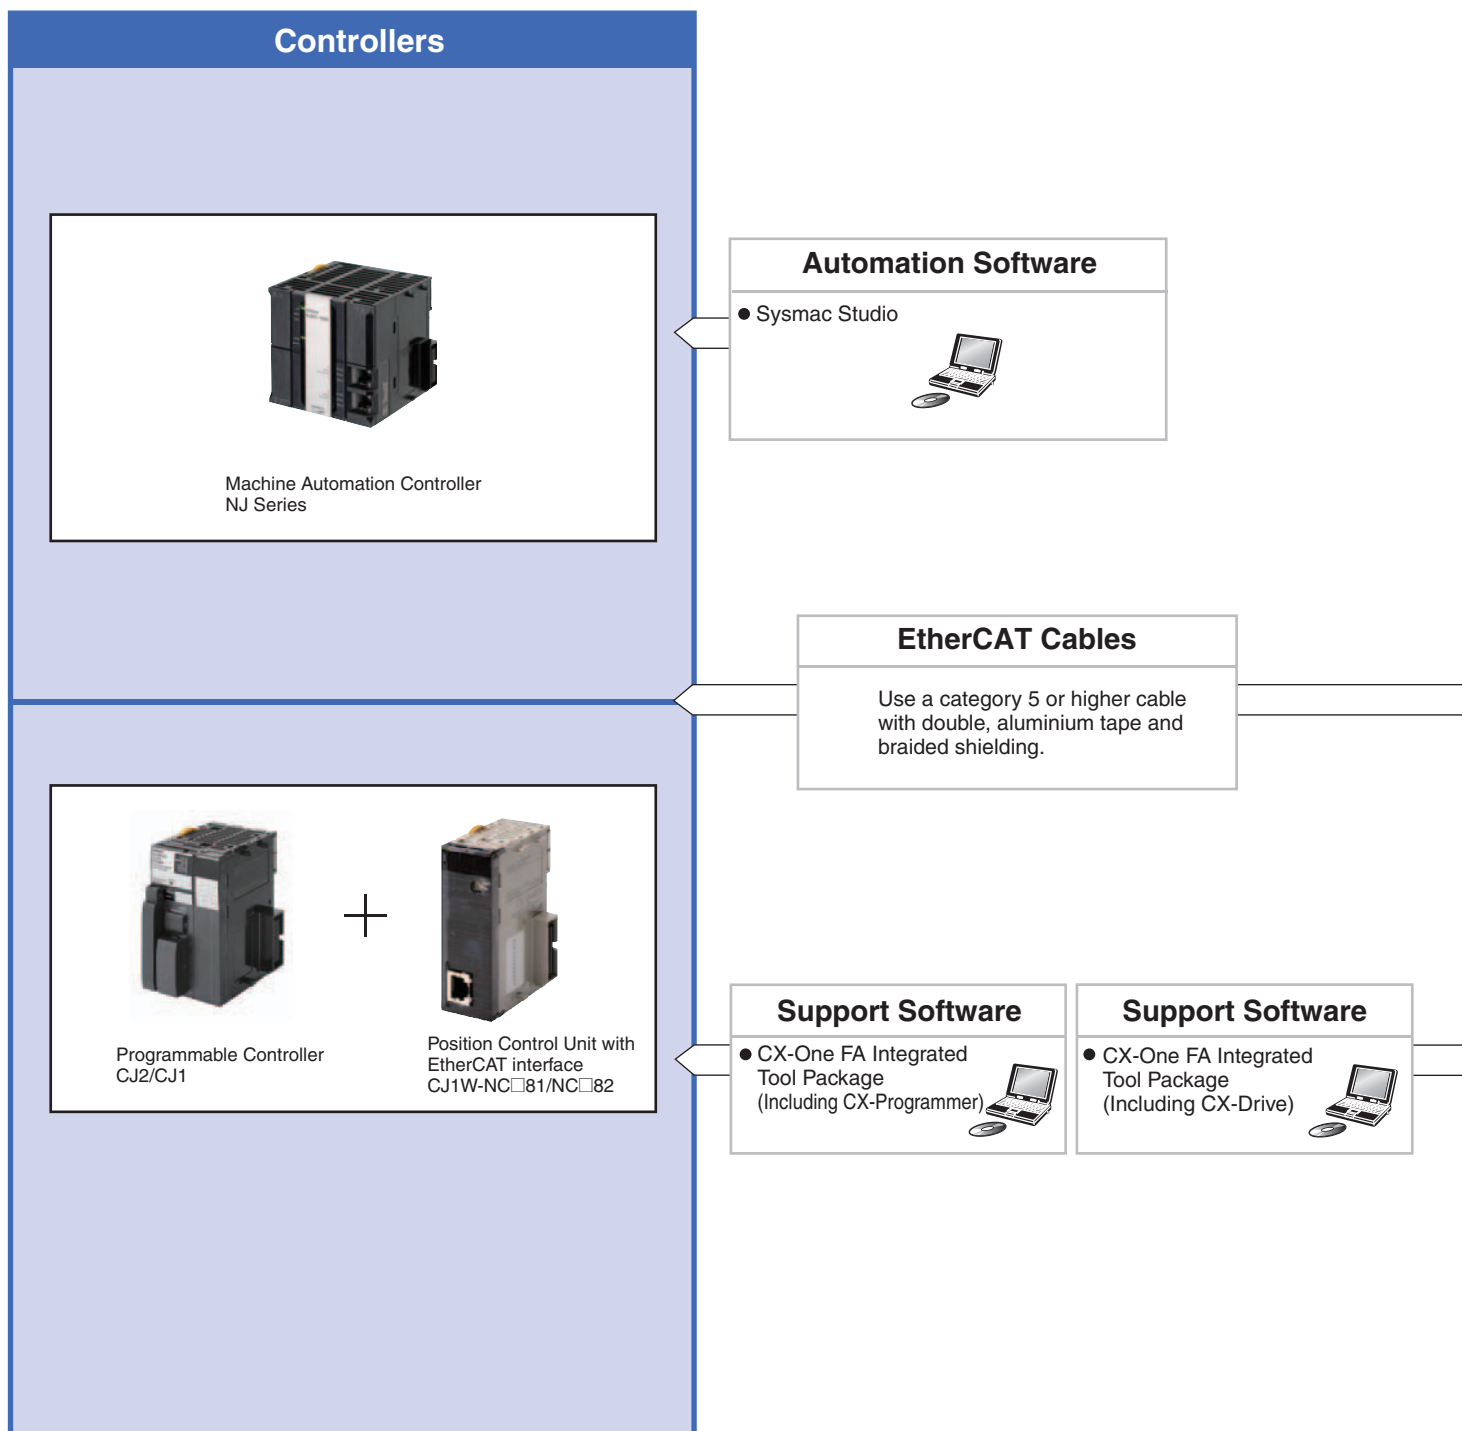 Controllers
Machine Automation Controller
NJ Series
Automation Software
● Sysmac Studio
EtherCAT Cables
Use a category 5 or higher cable
with double, aluminium tape and
braided shielding.
Programmable Controller
CJ2/CJ1
Position Control Unit with
EtherCAT interface
CJ1W-NC□81/NC□82
Support Software
● CX-One FA Integrated
Tool Package
(Including CX-Programmer)
Support Software
● CX-One FA Integrated
Tool Package
(Including CX-Drive)